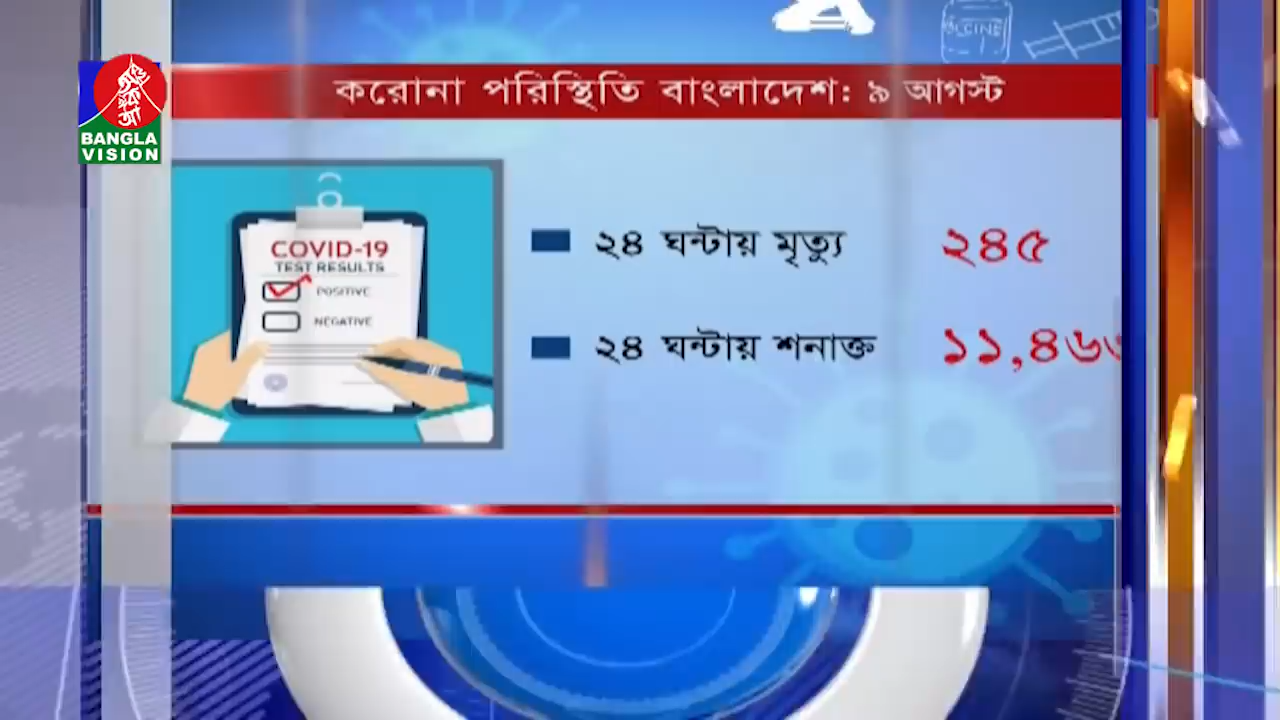 করোনা পরিস্থিতি বাংলাদেশ: ৯ আগস্ট
BANGLA
VISION
COVID-19
TEST RESULTS
POSITIVE
NEGATIVE
২৪ ঘন্টায় মৃত্যু ২৪৫
২৪ ঘন্টায় শনাক্ত